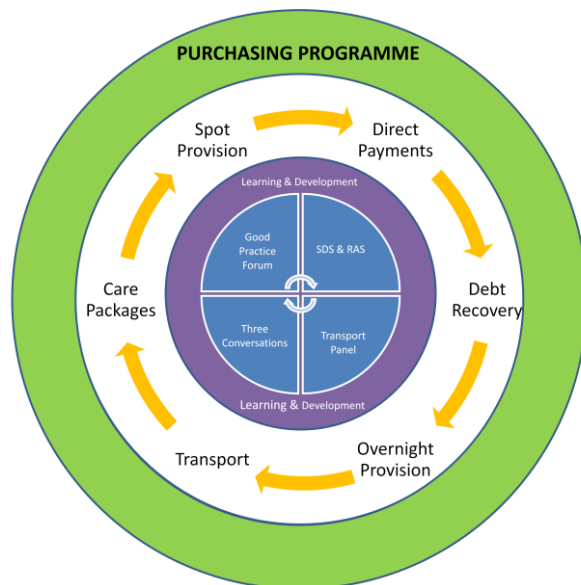 PURCHASING PROGRAMME
Spot
Provision
Direct
Payments
Learning & Development
Good
Practice
Forum
SDS & RAS
Care
Packages
Debt
Recovery
Three
Conversations
Transport
Panel
Learning & Development
Transport
Overnight
Provision